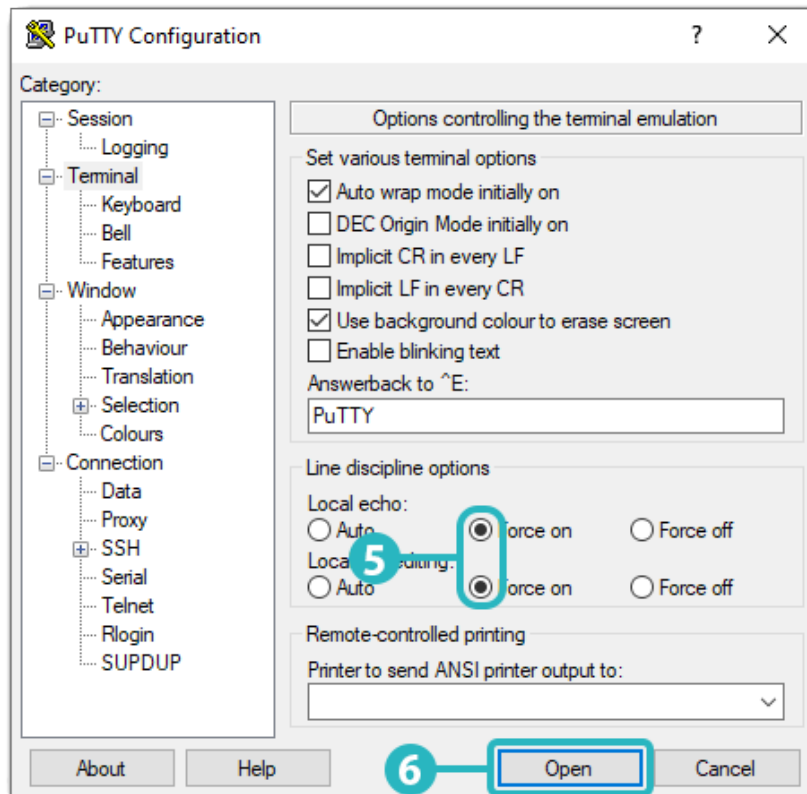 PuTTY Configuration
?
Category:
Session
Logging
Terminal
Keyboard
Bell
Features
Window
Appearance
Behaviour
Translation
Selection
Colours
Connection
Data
Proxy
SSH
Serial
Telnet
Rlogin
SUPDUP
Options controlling the terminal emulation
Set various terminal options
Auto wrap mode initially on
DEC Origin Mode initially on
Implicit CR in every LF
Implicit LF in every CR
Use background colour to erase screen
Enable blinking text
Answerback to ^E:
PuTTY
Line discipline options
Local echo:
Auto Force on Force off
5
editing:
Auto Force on Force off
Remote-controlled printing
Printer to send ANSI printer output to:
About Help 6 Open Cancel